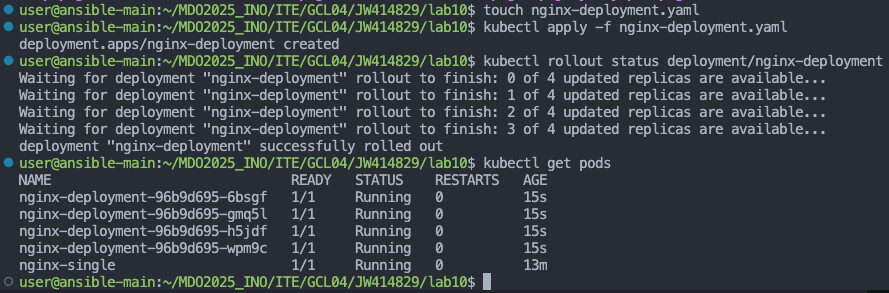 user@ansible-main:~/MDO2025_INO/ITE/GCL04/JW414829/lab10$ touch nginx-deployment.yaml
user@ansible-main:~/MDO2025_INO/ITE/GCL04/JW414829/lab10$ kubectl apply -f nginx-deployment.yaml
deployment.apps/nginx-deployment created
user@ansible-main:~/MDO2025_INO/ITE/GCL04/JW414829/lab10$ kubectl rollout status deployment/nginx-deployment
Waiting for deployment "nginx-deployment" rollout to finish: 0 of 4 updated replicas are available...
Waiting for deployment "nginx-deployment" rollout to finish: 1 of 4 updated replicas are available...
Waiting for deployment "nginx-deployment" rollout to finish: 2 of 4 updated replicas are available...
Waiting for deployment "nginx-deployment" rollout to finish: 3 of 4 updated replicas are available...
deployment "nginx-deployment" successfully rolled out
user@ansible-main:~/MDO2025_INO/ITE/GCL04/JW414829/lab10$ kubectl get pods
NAME READY STATUS RESTARTS AGE
nginx-deployment-96b9d695-6bsgf 1/1 Running 0 15s
nginx-deployment-96b9d695-gmq5l 1/1 Running 0 15s
nginx-deployment-96b9d695-h5jdf 1/1 Running 0 15s
nginx-deployment-96b9d695-wpm9c 1/1 Running 0 15s
nginx-single 1/1 Running 0 13m
user@ansible-main:~/MDO2025_INO/ITE/GCL04/JW414829/lab10$